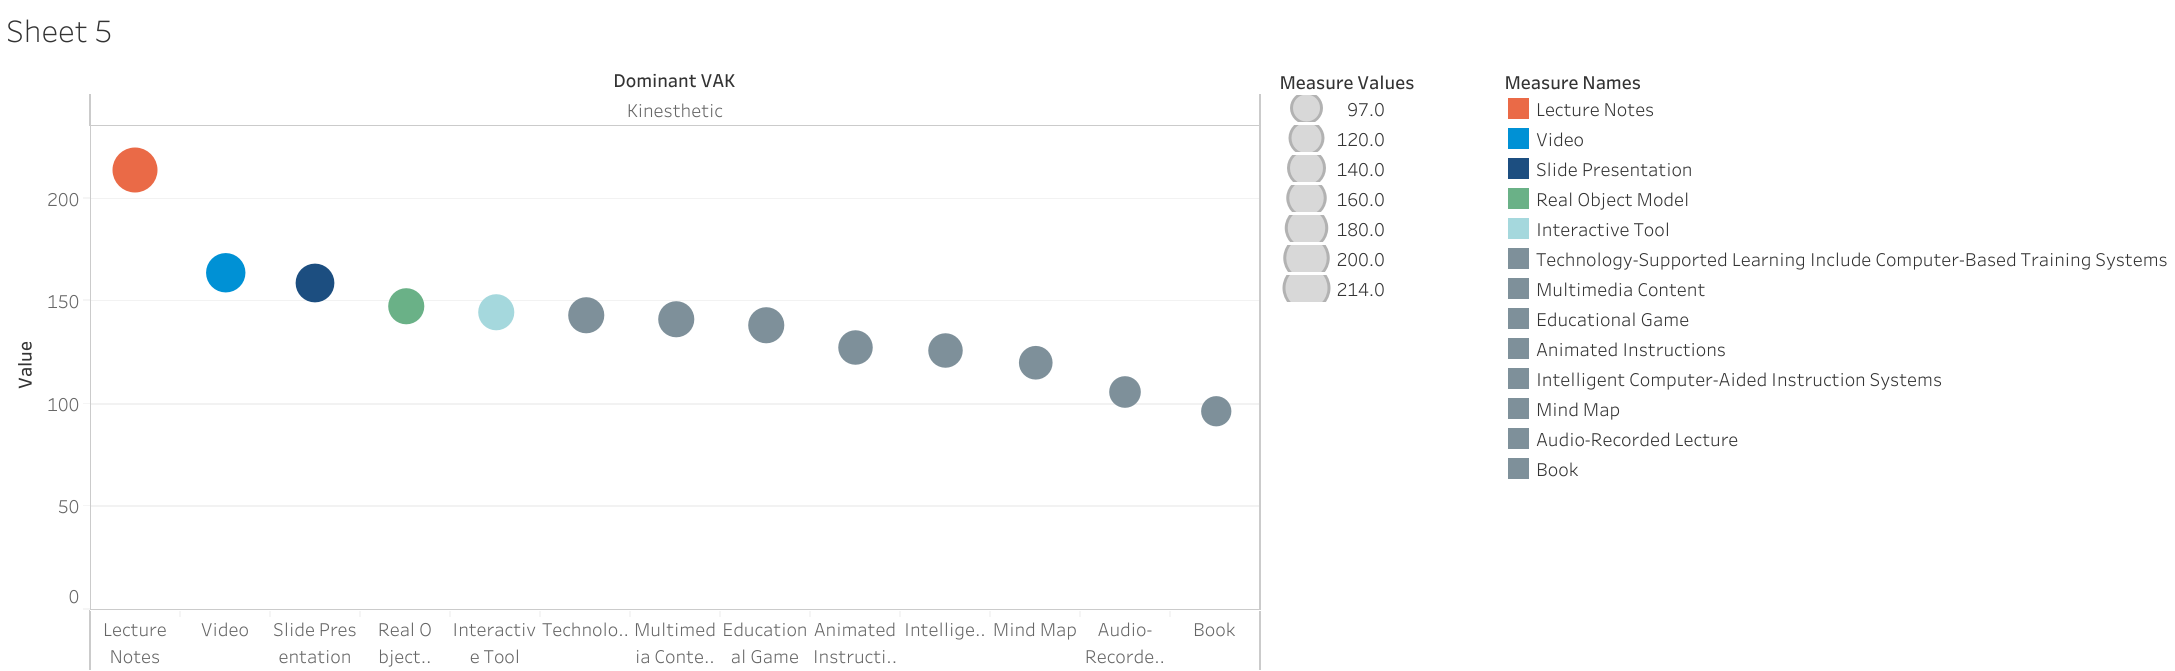 Sheet 5
Dominant VAK
Kinesthetic
Value
200
150
100
50
0
Lecture
Notes
Video
Slide Pres
entation
Real O
bject..
Interactiv
e Tool
Technolo..
Multimed
ia Conte..
Education
al Game
Animated
Instructi..
Intellige..
Mind Map
Audio-
Recorde..
Book
Measure Values
97.0
120.0
140.0
160.0
180.0
200.0
214.0
Measure Names
Lecture Notes
Video
Slide Presentation
Real Object Model
Interactive Tool
Technology-Supported Learning Include Computer-Based Training Systems
Multimedia Content
Educational Game
Animated Instructions
Intelligent Computer-Aided Instruction Systems
Mind Map
Audio-Recorded Lecture
Book